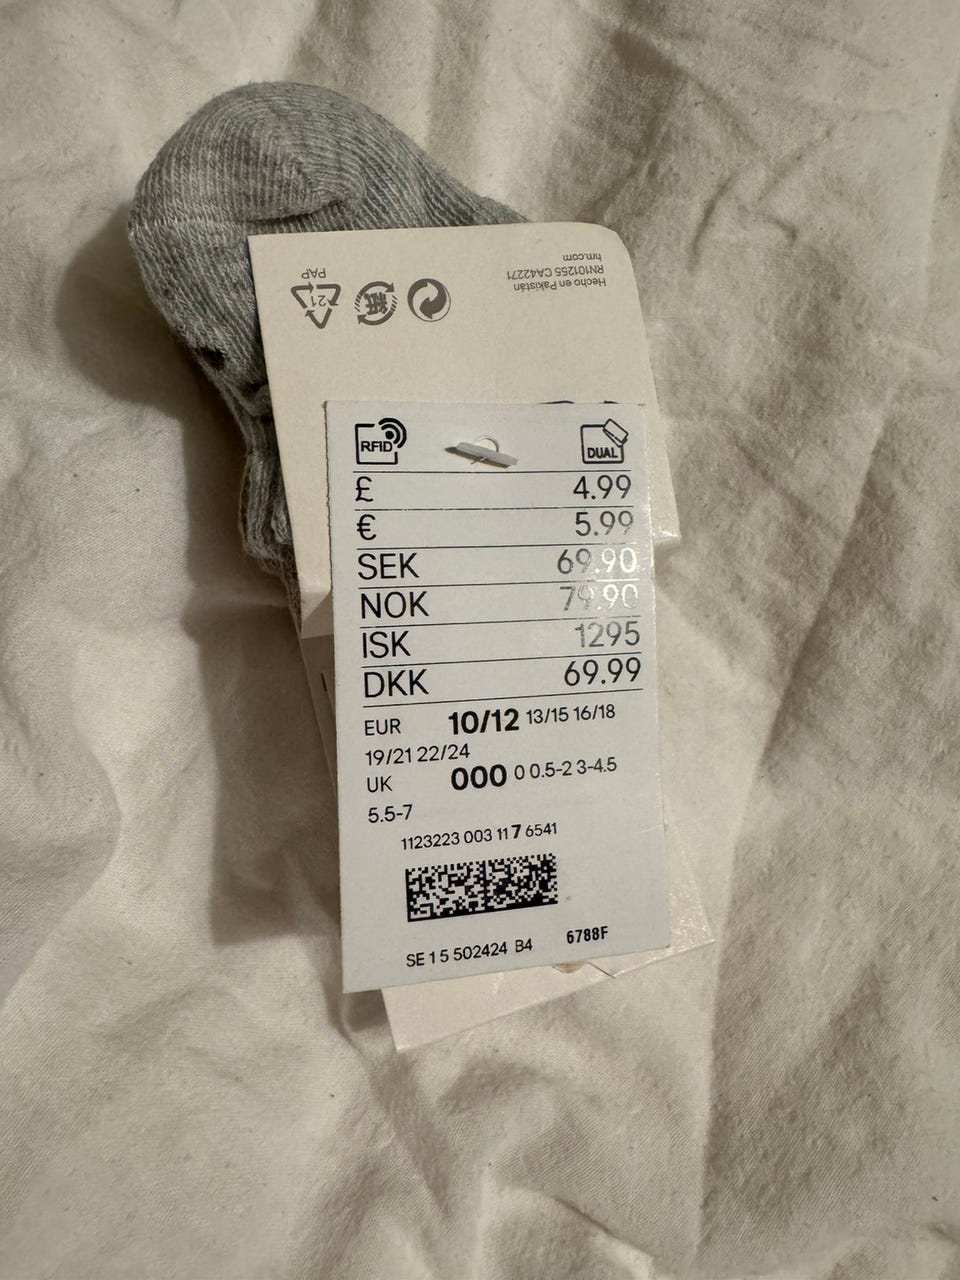 Hecho en Pakistán
RN101255 CA42271
hm.com
21
PAP
RFID
DUAL
£ 4.99
€ 5.99
SEK 69.90
NOK 79.90
ISK 1295
DKK 69.99
EUR 10/12 13/15 16/18
19/21 22/24
UK 000 0 0.5-2 3-4.5
5.5-7
1123223 003 11 7 6541
SE 1 5 502424 B4 6788F